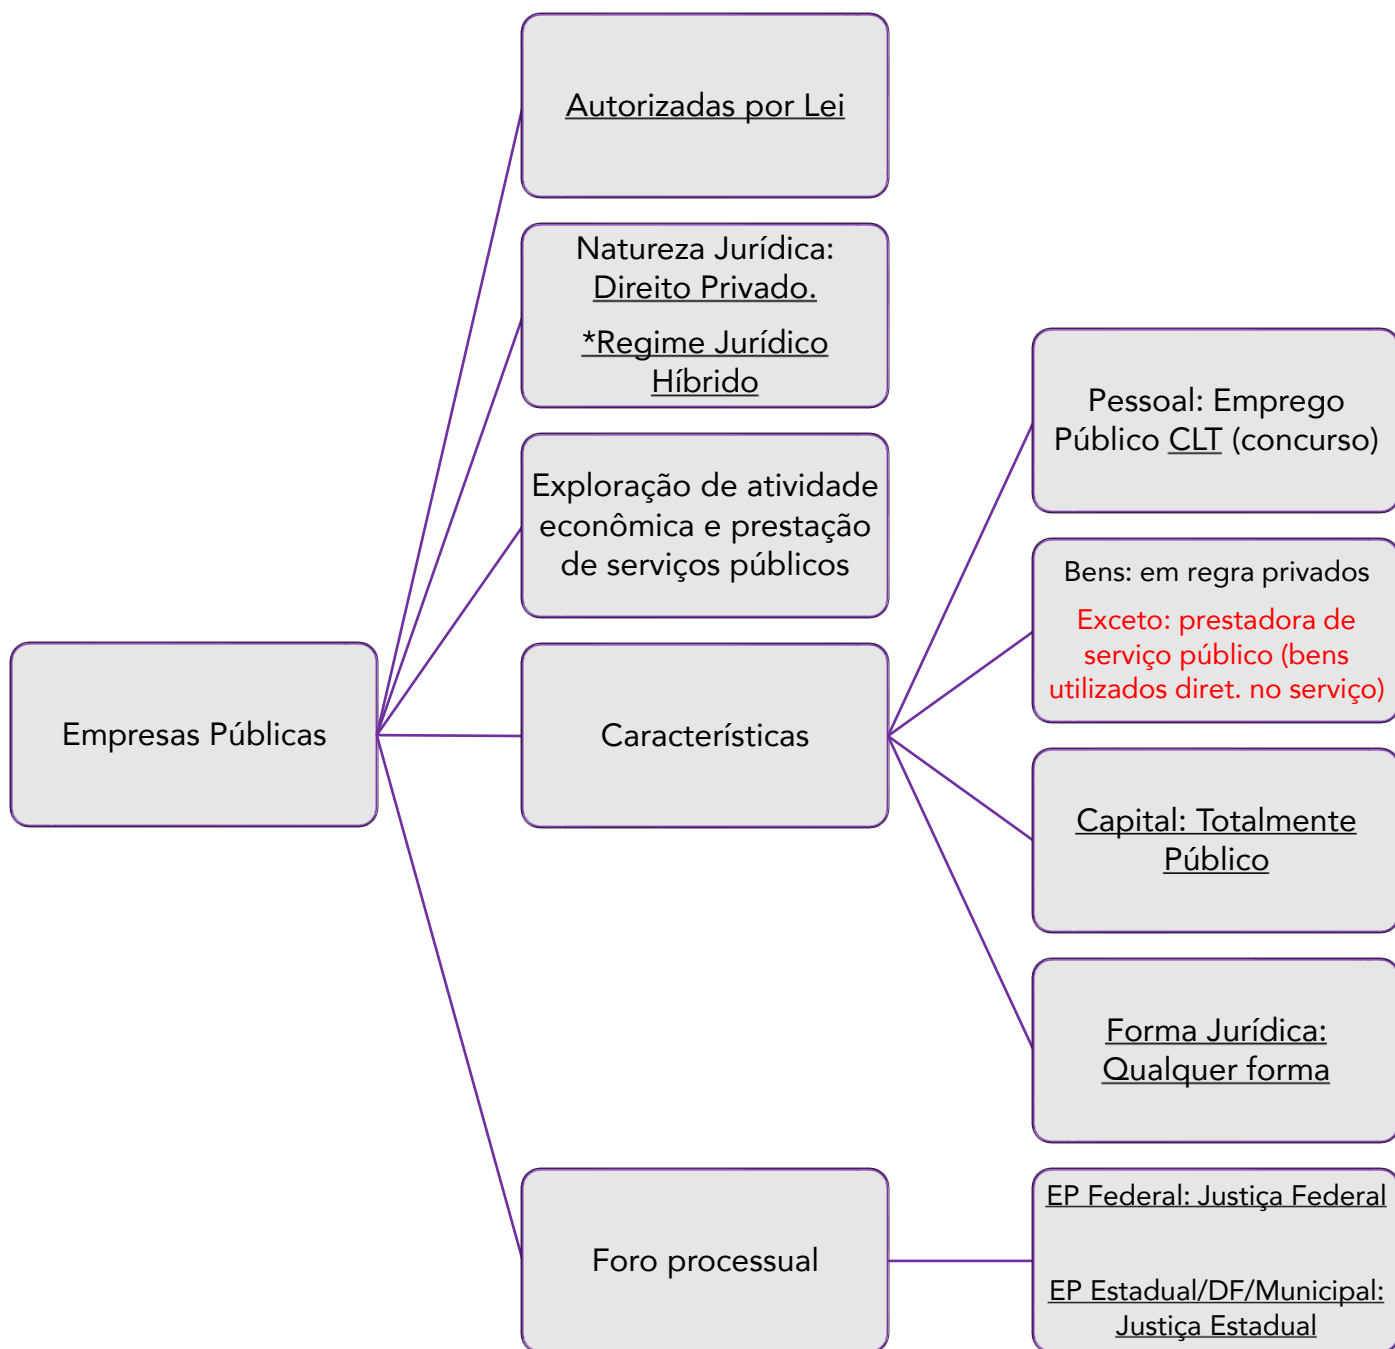 Autorizadas por Lei
Natureza Jurídica:
Direito Privado.
*Regime Jurídico
Híbrido
Exploração de atividade
econômica e prestação
de serviços públicos
Empresas Públicas
Características
Pessoal: Emprego
Público CLT (concurso)
Bens: em regra privados
Exceto: prestadora de
serviço público (bens
utilizados diret. no serviço)
Capital: Totalmente
Público
Forma Jurídica:
Qualquer forma
Foro processual
EP Federal: Justiça Federal
EP Estadual/DF/Municipal:
Justiça Estadual